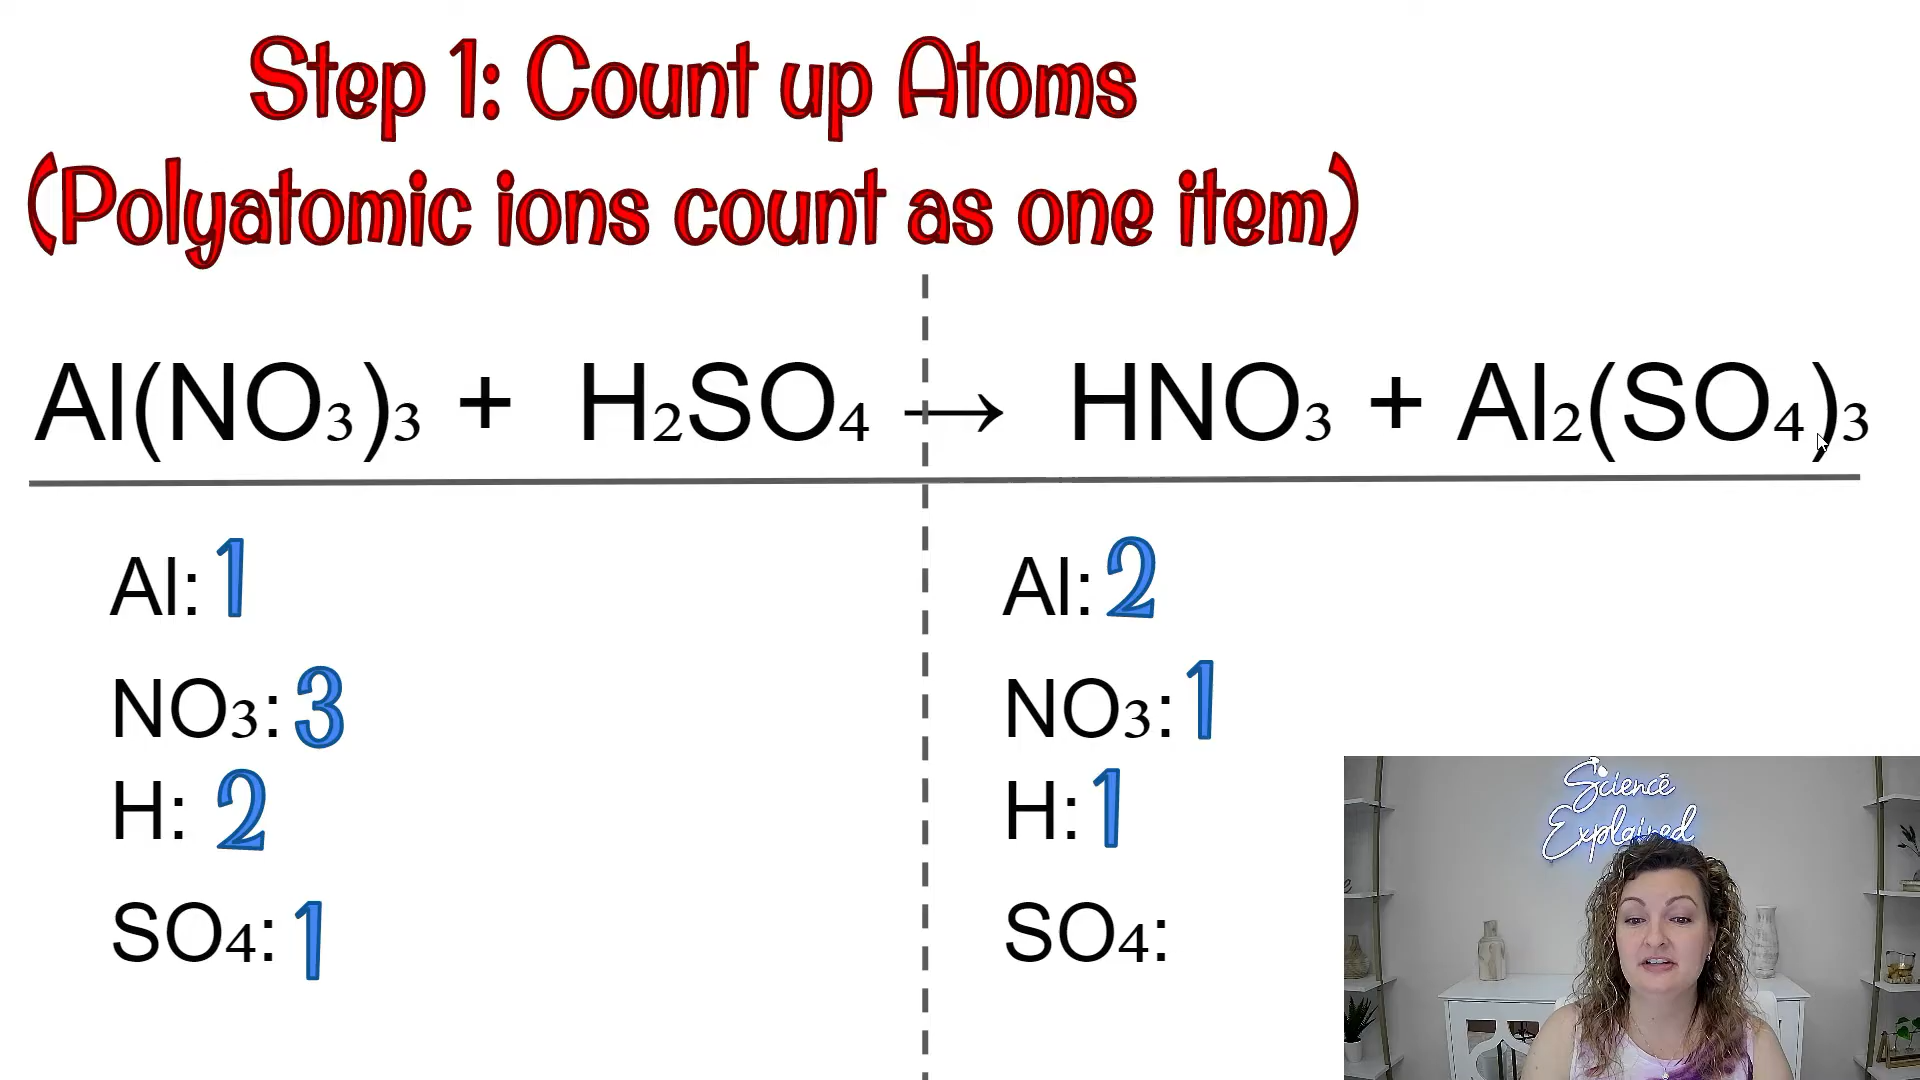 Step 1: Count up Atoms
(Polyatomic ions count as one item)
Al(NO₃)₃ + H₂SO₄ → HNO₃ + Al₂(SO₄)₃
Al: 1
NO₃: 3
H: 2
SO₄: 1
Al: 2
NO₃: 1
H: 1
SO₄:
Science
Explained